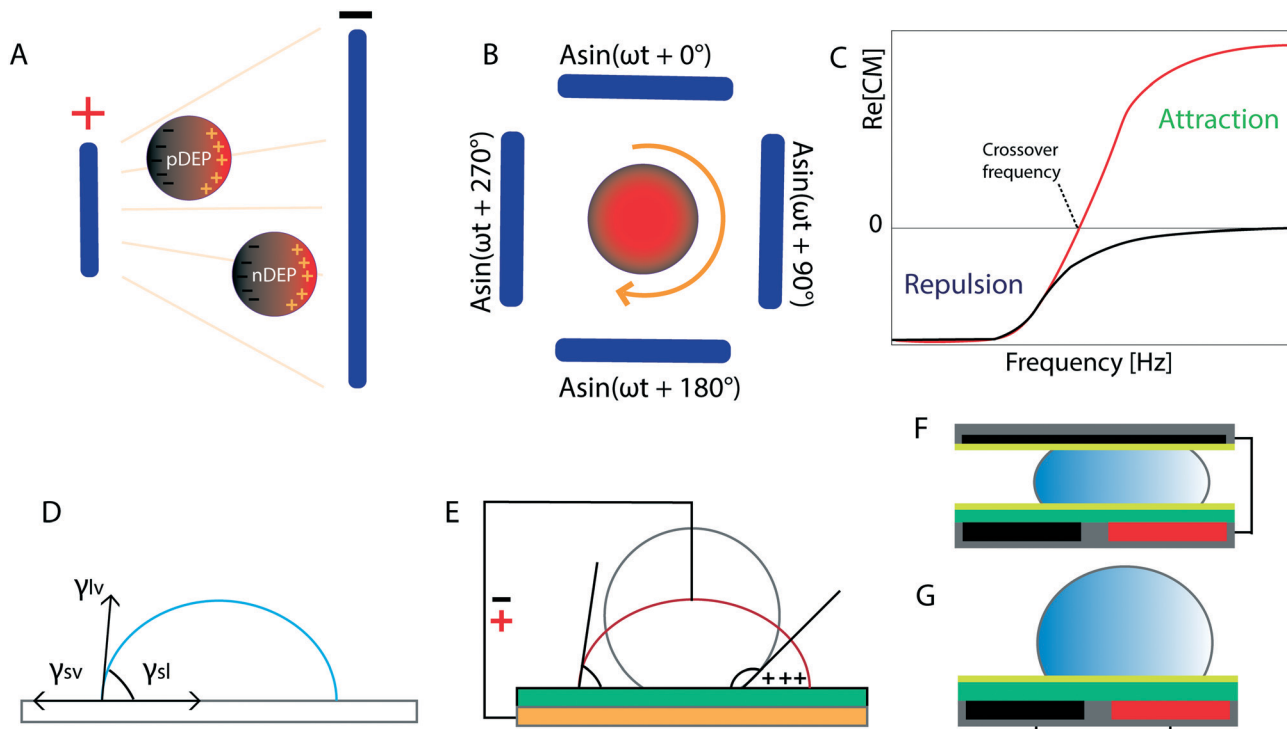 A
+
−
− − − − − pDEP + + + + +
− − − − − nDEP + + + + +
B
Asin(ωt + 0°)
Asin(ωt + 270°)
Asin(ωt + 90°)
Asin(ωt + 180°)
C
Re[CM]
Attraction
Crossover
frequency
0
Repulsion
Frequency [Hz]
D
γlv
γsv
γsl
E
−
+
+++
F
G